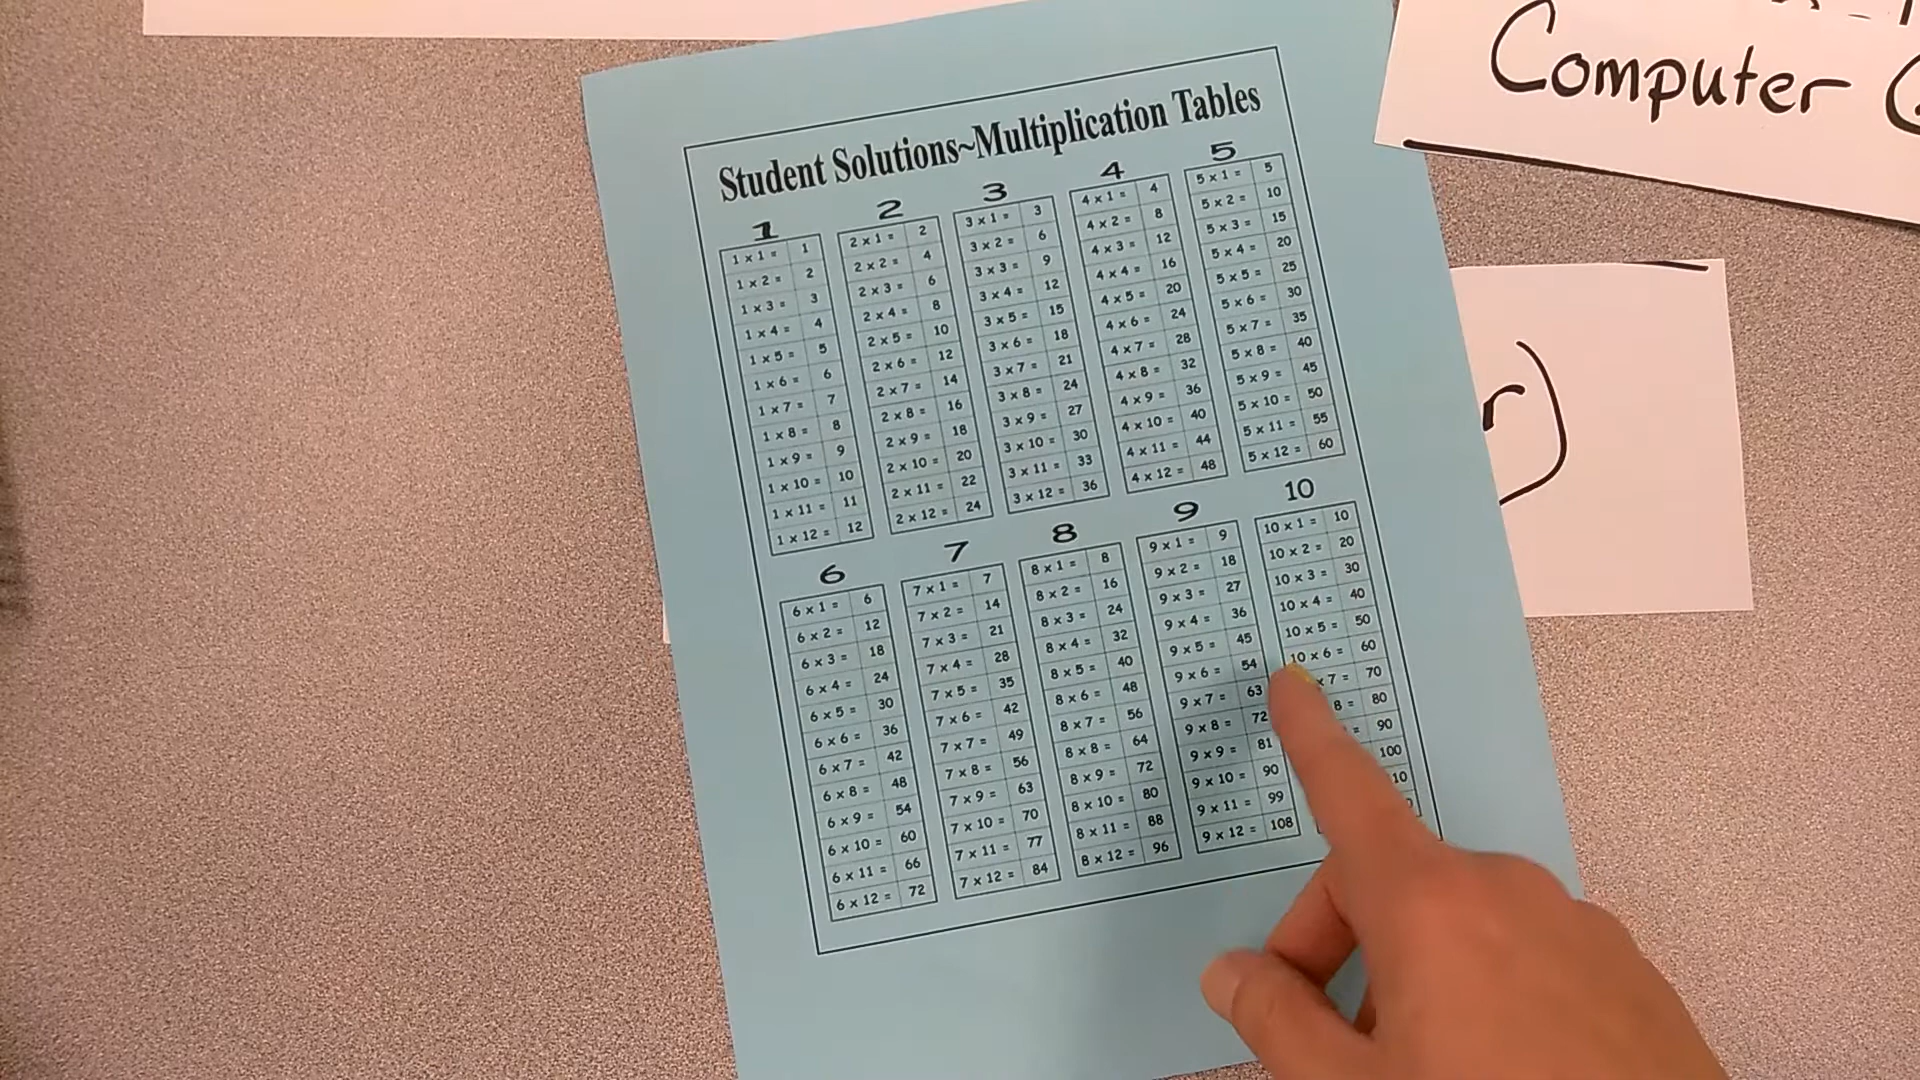 Computer
Student Solutions~Multiplication Tables
1
1 x 1 = 1
1 x 2 = 2
1 x 3 = 3
1 x 4 = 4
1 x 5 = 5
1 x 6 = 6
1 x 7 = 7
1 x 8 = 8
1 x 9 = 9
1 x 10 = 10
1 x 11 = 11
1 x 12 = 12
2
2 x 1 = 2
2 x 2 = 4
2 x 3 = 6
2 x 4 = 8
2 x 5 = 10
2 x 6 = 12
2 x 7 = 14
2 x 8 = 16
2 x 9 = 18
2 x 10 = 20
2 x 11 = 22
2 x 12 = 24
3
3 x 1 = 3
3 x 2 = 6
3 x 3 = 9
3 x 4 = 12
3 x 5 = 15
3 x 6 = 18
3 x 7 = 21
3 x 8 = 24
3 x 9 = 27
3 x 10 = 30
3 x 11 = 33
3 x 12 = 36
4
4 x 1 = 4
4 x 2 = 8
4 x 3 = 12
4 x 4 = 16
4 x 5 = 20
4 x 6 = 24
4 x 7 = 28
4 x 8 = 32
4 x 9 = 36
4 x 10 = 40
4 x 11 = 44
4 x 12 = 48
5
5 x 1 = 5
5 x 2 = 10
5 x 3 = 15
5 x 4 = 20
5 x 5 = 25
5 x 6 = 30
5 x 7 = 35
5 x 8 = 40
5 x 9 = 45
5 x 10 = 50
5 x 11 = 55
5 x 12 = 60
6
6 x 1 = 6
6 x 2 = 12
6 x 3 = 18
6 x 4 = 24
6 x 5 = 30
6 x 6 = 36
6 x 7 = 42
6 x 8 = 48
6 x 9 = 54
6 x 10 = 60
6 x 11 = 66
6 x 12 = 72
7
7 x 1 = 7
7 x 2 = 14
7 x 3 = 21
7 x 4 = 28
7 x 5 = 35
7 x 6 = 42
7 x 7 = 49
7 x 8 = 56
7 x 9 = 63
7 x 10 = 70
7 x 11 = 77
7 x 12 = 84
8
8 x 1 = 8
8 x 2 = 16
8 x 3 = 24
8 x 4 = 32
8 x 5 = 40
8 x 6 = 48
8 x 7 = 56
8 x 8 = 64
8 x 9 = 72
8 x 10 = 80
8 x 11 = 88
8 x 12 = 96
9
9 x 1 = 9
9 x 2 = 18
9 x 3 = 27
9 x 4 = 36
9 x 5 = 45
9 x 6 = 54
9 x 7 = 63
9 x 8 = 72
9 x 9 = 81
9 x 10 = 90
9 x 11 = 99
9 x 12 = 108
10
10 x 1 = 10
10 x 2 = 20
10 x 3 = 30
10 x 4 = 40
10 x 5 = 50
10 x 6 = 60
x 7 = 70
8 = 80
= 90
100
10
r)